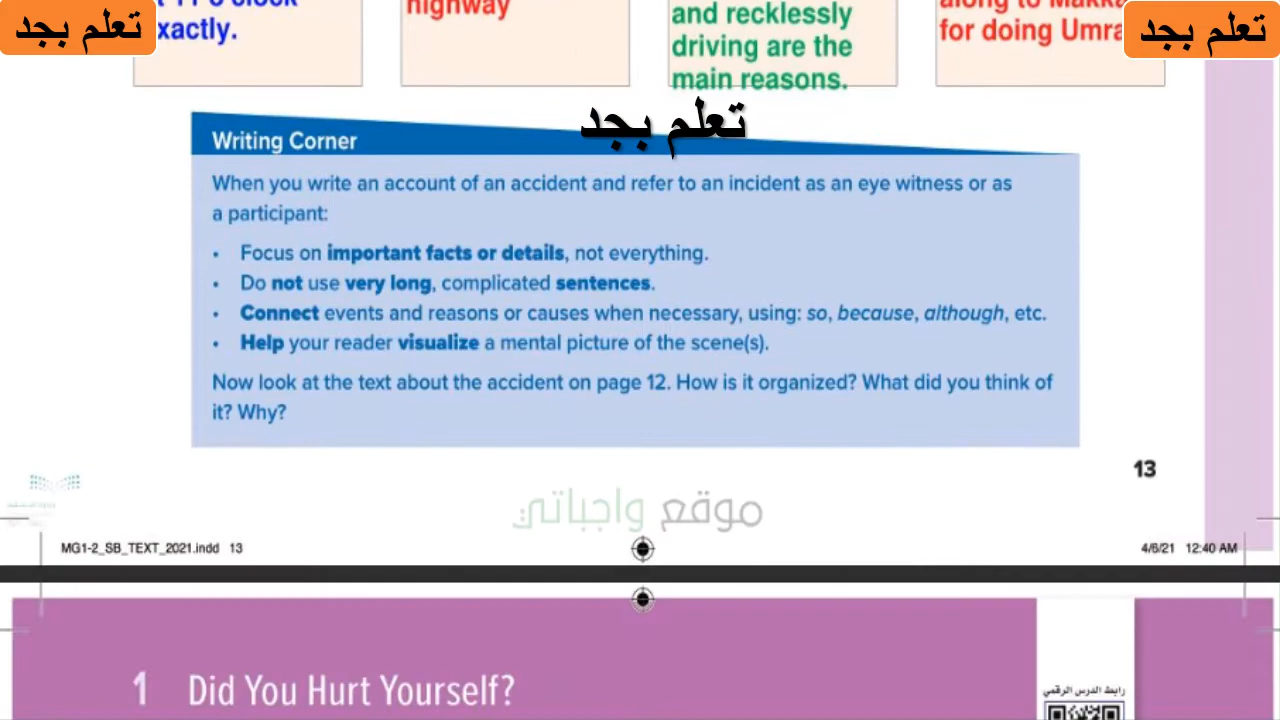 تعلم بجد
xactly.
highway
and recklessly
driving are the
main reasons.
for doing Umra
تعلم بجد
تعلم بجد
Writing Corner
When you write an account of an accident and refer to an incident as an eye witness or as
a participant:
• Focus on important facts or details, not everything.
• Do not use very long, complicated sentences.
• Connect events and reasons or causes when necessary, using: so, because, although, etc.
• Help your reader visualize a mental picture of the scene(s).
Now look at the text about the accident on page 12. How is it organized? What did you think of
it? Why?
13
موقع واجباتي
MG1-2_SB_TEXT_2021.indd 13
4/6/21 12:40 AM
1 Did You Hurt Yourself?
رابط الدرس الرقمي